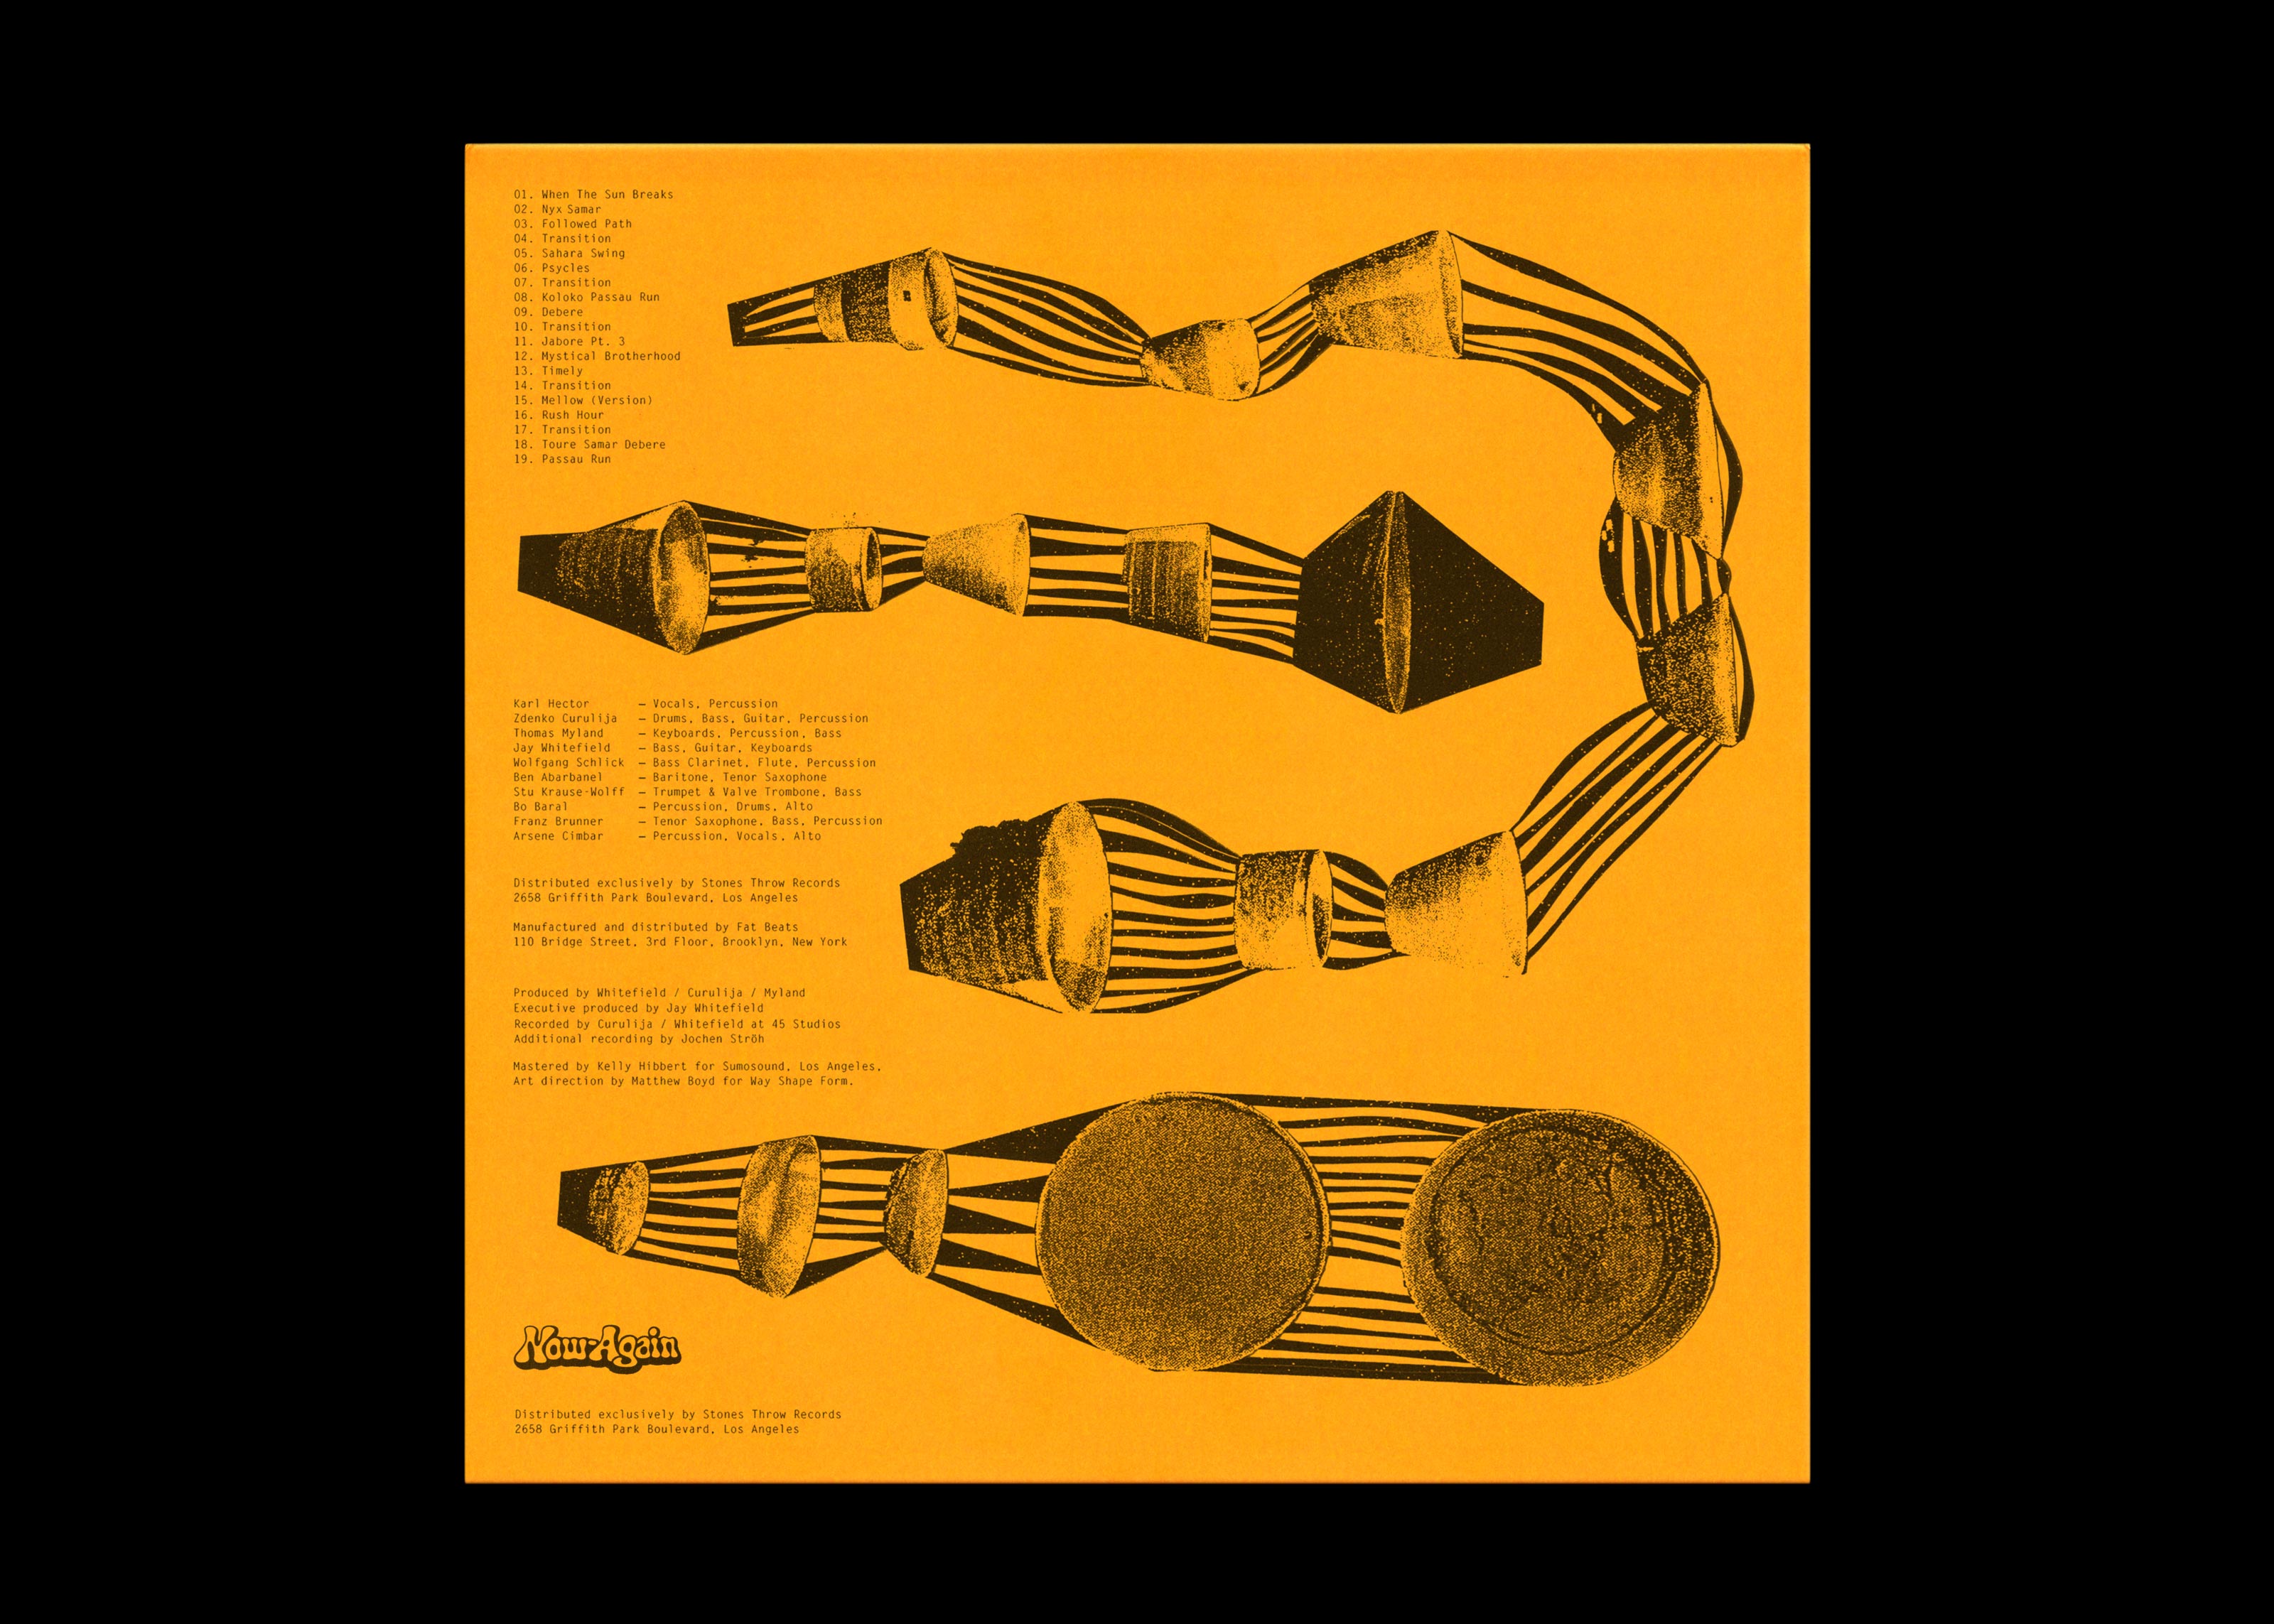 01. When The Sun Breaks
02. Nyx Samar
03. Followed Path
04. Transition
05. Sahara Swing
06. Psycles
07. Transition
08. Koloko Passau Run
09. Debere
10. Transition
11. Jabore Pt. 3
12. Mystical Brotherhood
13. Timely
14. Transition
15. Mellow (Version)
16. Rush Hour
17. Transition
18. Toure Samar Debere
19. Passau Run
Karl Hector — Vocals, Percussion
Zdenko Curulija — Drums, Bass, Guitar, Percussion
Thomas Myland — Keyboards, Percussion, Bass
Jay Whitefield — Bass, Guitar, Keyboards
Wolfgang Schlick — Bass Clarinet, Flute, Percussion
Ben Abarbanel — Baritone, Tenor Saxophone
Stu Krause-Wolff — Trumpet & Valve Trombone, Bass
Bo Baral — Percussion, Drums, Alto
Franz Brunner — Tenor Saxophone, Bass, Percussion
Arsene Cimbar — Percussion, Vocals, Alto
Distributed exclusively by Stones Throw Records
2658 Griffith Park Boulevard, Los Angeles
Manufactured and distributed by Fat Beats
110 Bridge Street, 3rd Floor, Brooklyn, New York
Produced by Whitefield / Curulija / Myland
Executive produced by Jay Whitefield
Recorded by Curulija / Whitefield at 45 Studios
Additional recording by Jochen Ströh
Mastered by Kelly Hibbert for Sumosound, Los Angeles,
Art direction by Matthew Boyd for Way Shape Form.
Now-Again
Distributed exclusively by Stones Throw Records
2658 Griffith Park Boulevard, Los Angeles